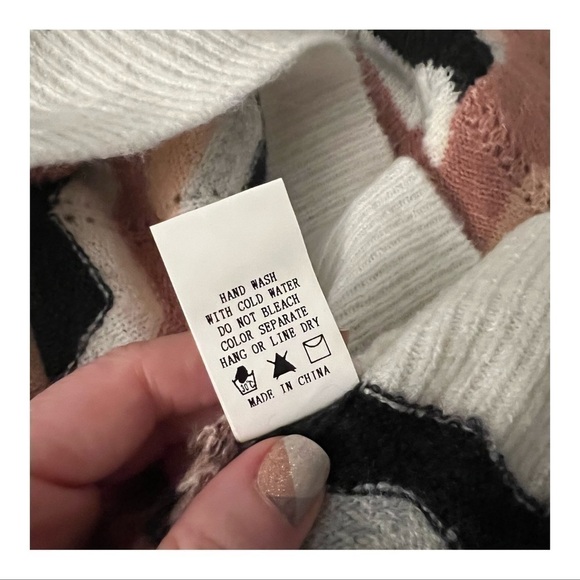 HAND WASH
WITH COLD WATER
DO NOT BLEACH
COLOR SEPARATE
HANG OR LINE DRY
30°C
MADE IN CHINA